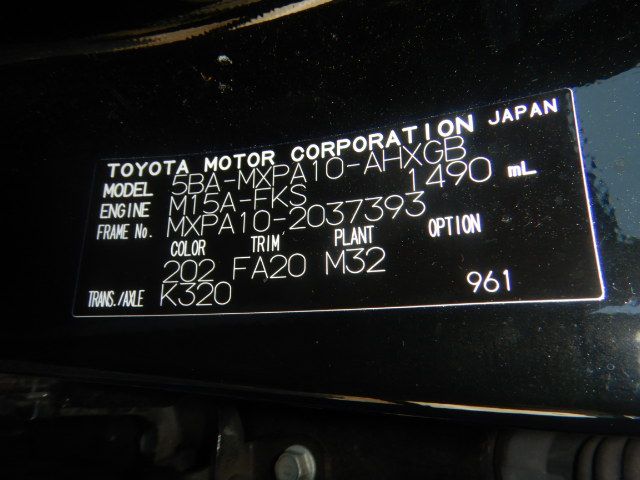 TOYOTA MOTOR CORPORATION JAPAN
MODEL 5BA-MXPA10-AHXGB
ENGINE M15A-FKS 1490 mL
FRAME No. MXPA10-2037393
COLOR TRIM PLANT OPTION
202 FA20 M32
TRANS./AXLE K320 961